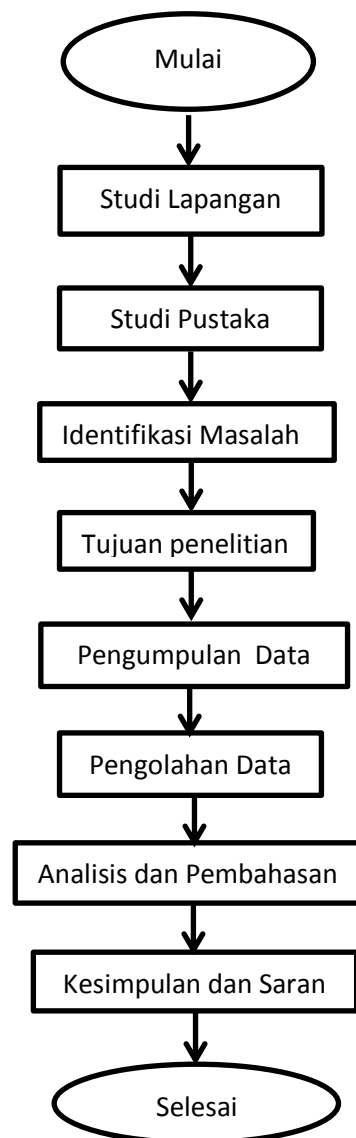 Mulai
Studi Lapangan
Studi Pustaka
Identifikasi Masalah
Tujuan penelitian
Pengumpulan Data
Pengolahan Data
Analisis dan Pembahasan
Kesimpulan dan Saran
Selesai